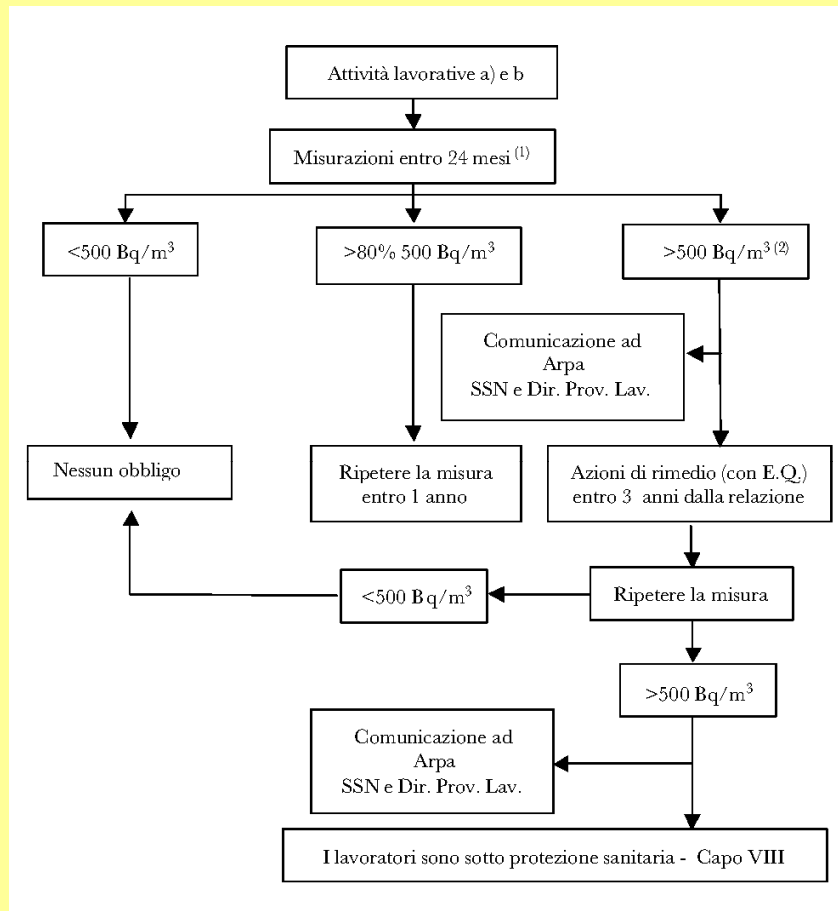 Attività lavorative a) e b
Misurazioni entro 24 mesi (1)
<500 Bq/m³
>80% 500 Bq/m³
>500 Bq/m³ (2)
Comunicazione ad
Arpa
SSN e Dir. Prov. Lav.
Nessun obbligo
Ripetere la misura
entro 1 anno
Azioni di rimedio (con E.Q.)
entro 3 anni dalla relazione
<500 Bq/m³
Ripetere la misura
>500 Bq/m³
Comunicazione ad
Arpa
SSN e Dir. Prov. Lav.
I lavoratori sono sotto protezione sanitaria - Capo VIII